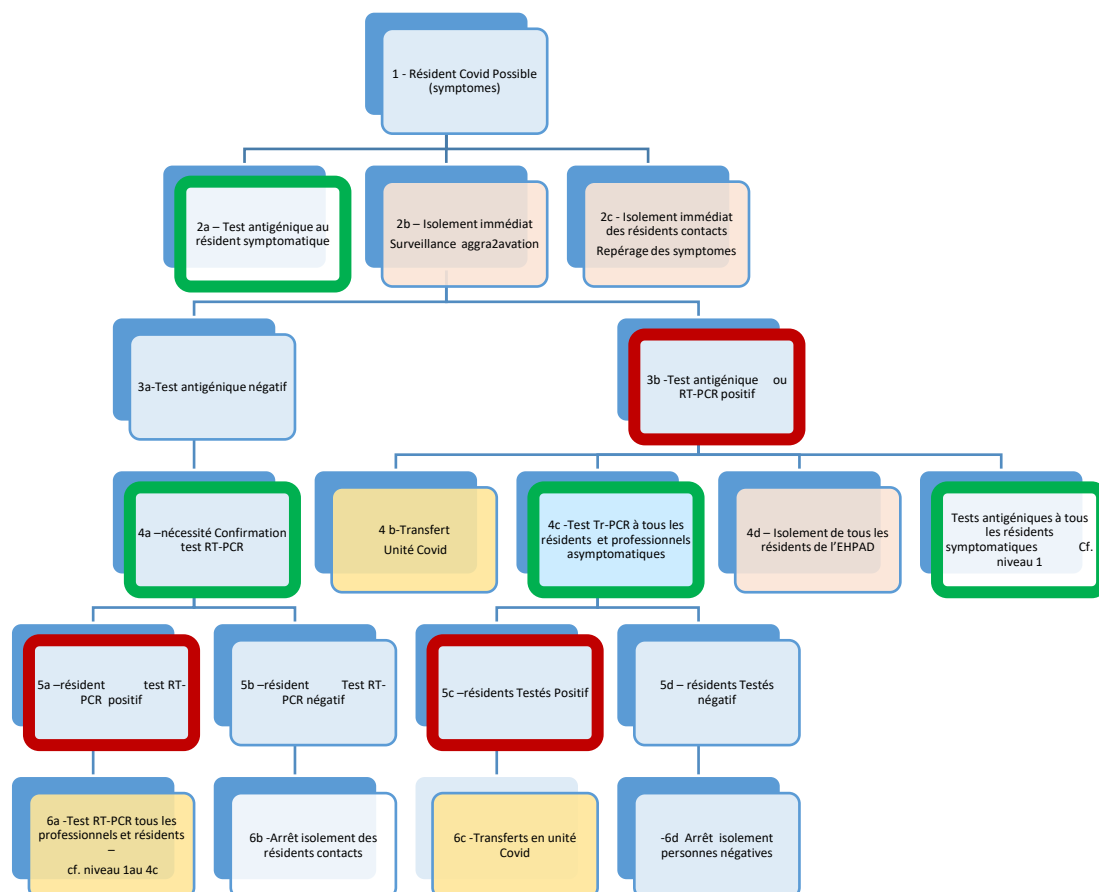 1 - Résident Covid Possible
(symptomes)
2a – Test antigénique au
résident symptomatique
2b – Isolement immédiat
Surveillance aggra2avation
2c - Isolement immédiat
des résidents contacts
Repérage des symptomes
3a-Test antigénique négatif
3b -Test antigénique ou
RT-PCR positif
4a –nécessité Confirmation
test RT-PCR
4 b-Transfert
Unité Covid
4c -Test Tr-PCR à tous les
résidents et professionnels
asymptomatiques
4d – Isolement de tous les
résidents de l'EHPAD
Tests antigéniques à tous
les résidents
symptomatiques Cf.
niveau 1
5a –résident test RT-
PCR positif
5b –résident Test RT-
PCR négatif
5c –résidents Testés Positif
5d – résidents Testés
négatif
6a -Test RT-PCR tous les
professionnels et résidents
–
cf. niveau 1au 4c
6b -Arrêt isolement des
résidents contacts
6c -Transferts en unité
Covid
-6d Arrêt isolement
personnes négatives